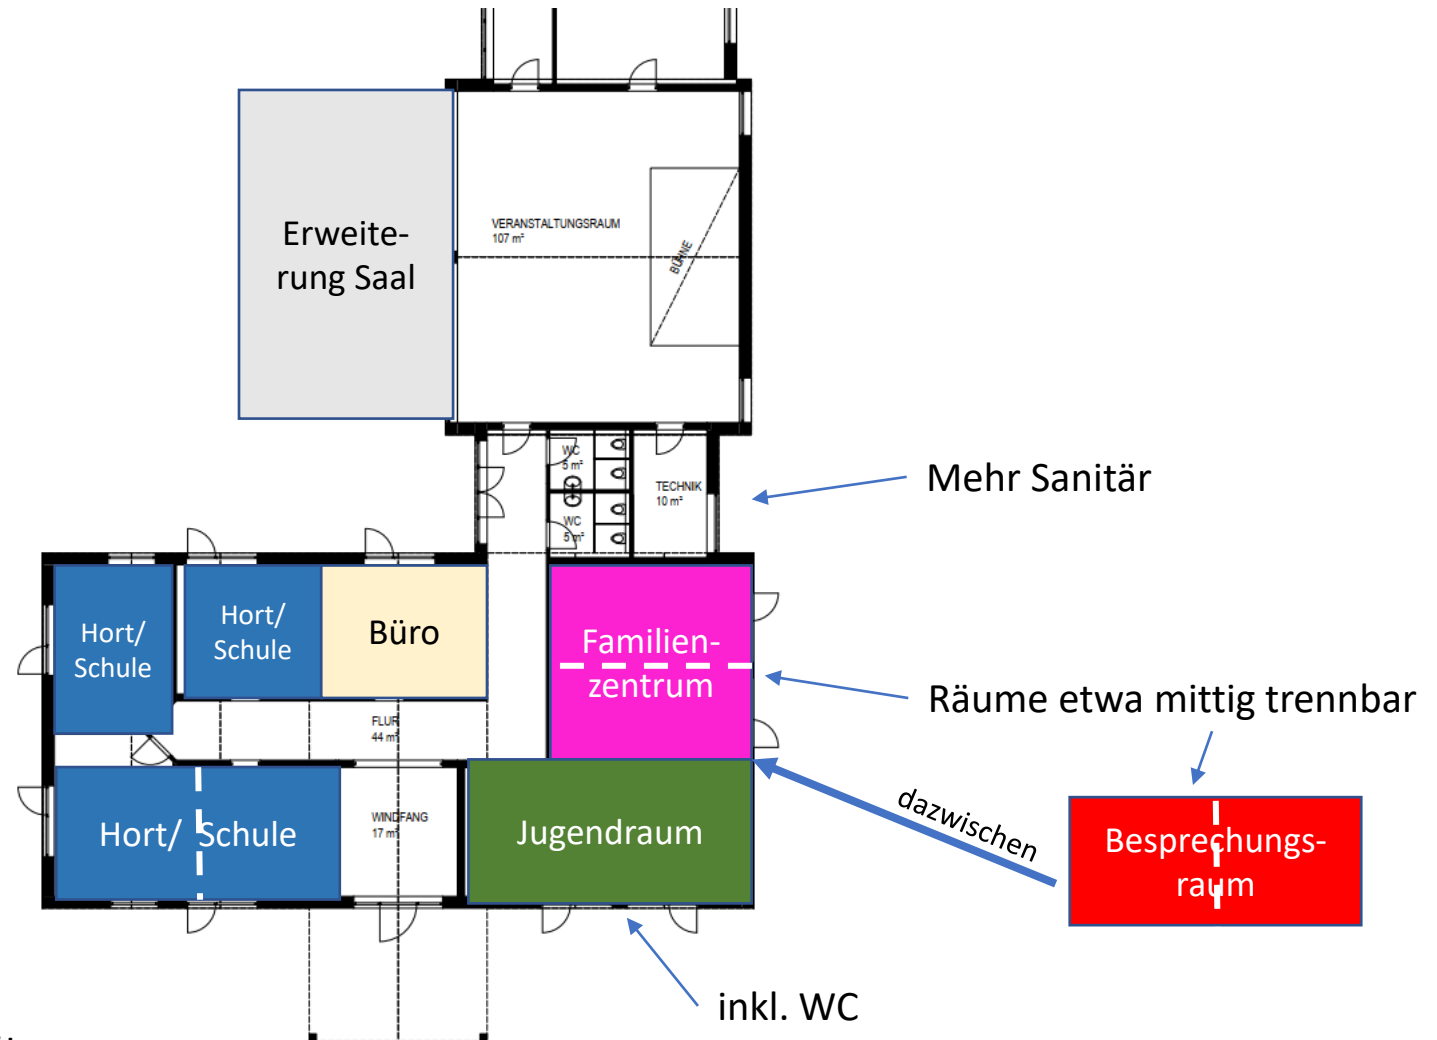 Erweite-
rung Saal
VERANSTALTUNGSRAUM
107 m²
BÜHNE
WC
5 m²
WC
5 m²
TECHNIK
10 m²
Mehr Sanitär
Hort/
Schule
Hort/
Schule
Büro
Familien-
zentrum
Räume etwa mittig trennbar
FLUR
44 m²
Hort/ Schule
WINDFANG
17 m²
Jugendraum
dazwischen
Besprechungs-
raum
inkl. WC